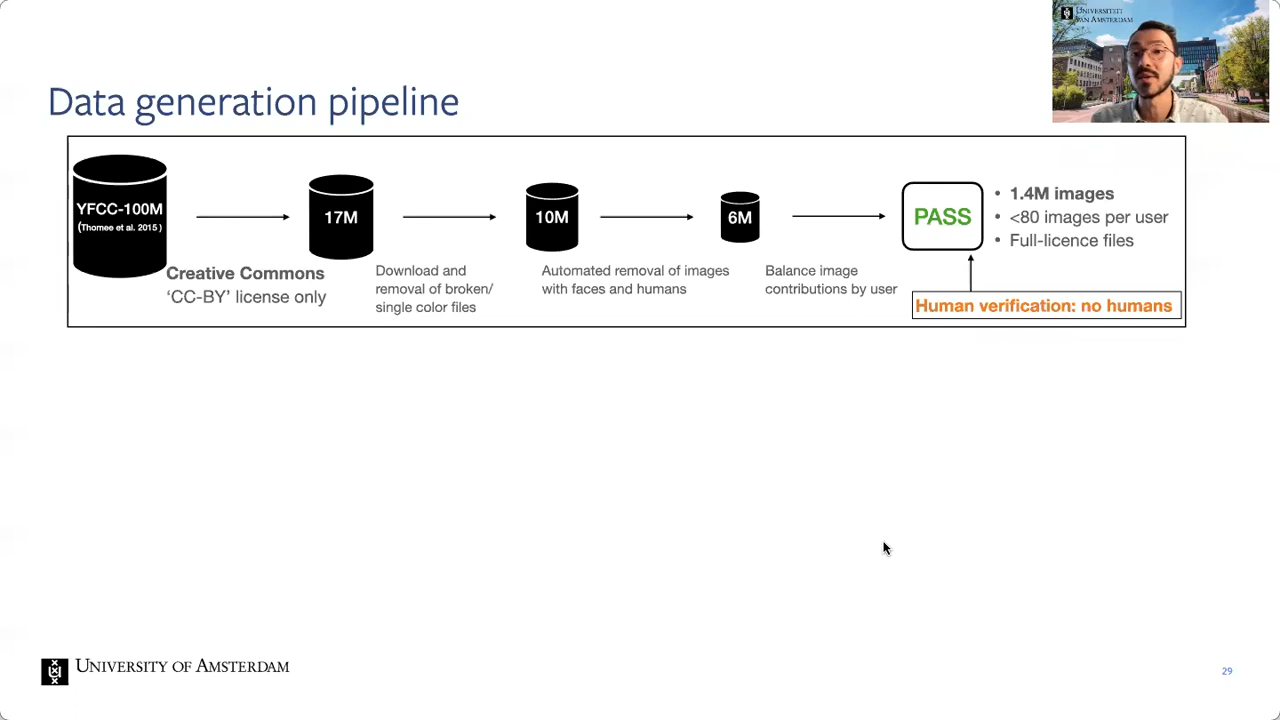 UNIVERSITEIT
VAN AMSTERDAM
Data generation pipeline
YFCC-100M
(Thomee et al. 2015 )
17M
10M
6M
PASS
• 1.4M images
• <80 images per user
• Full-licence files
Creative Commons
‘CC-BY’ license only
Download and
removal of broken/
single color files
Automated removal of images
with faces and humans
Balance image
contributions by user
Human verification: no humans
UNIVERSITY OF AMSTERDAM
29